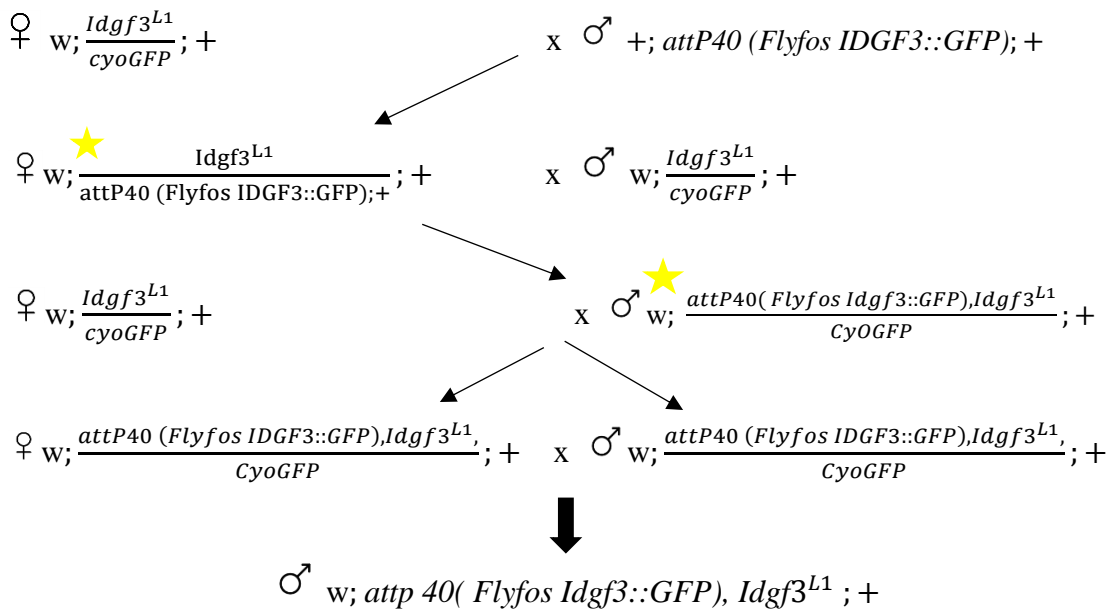 ♀ w; Idgf3^L1/cyoGFP; + x ♂ +; attP40 (Flyfos IDGF3::GFP); +
♀ w; Idgf3^L1/attP40 (Flyfos IDGF3::GFP);+ ; + x ♂ w; Idgf3^L1/cyoGFP; +
♀ w; Idgf3^L1/cyoGFP; + x ♂ w; attP40( Flyfos Idgf3::GFP),Idgf3^L1/CyOGFP; +
♀ w; attP40 (Flyfos IDGF3::GFP),Idgf3^L1,/CyoGFP; + x ♂ w; attP40 (Flyfos IDGF3::GFP),Idgf3^L1,/CyoGFP; +
♂ w; attp 40( Flyfos Idgf3::GFP), Idgf3^L1 ; +